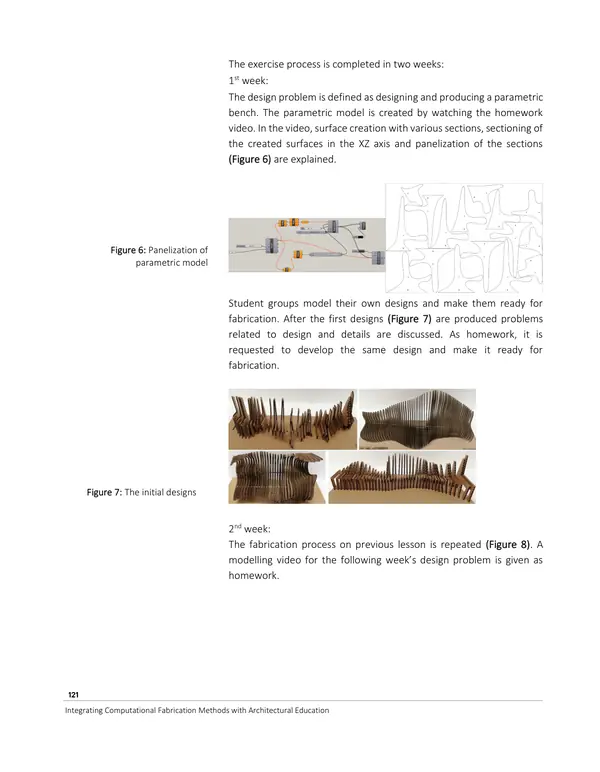 The exercise process is completed in two weeks:
1st week:
The design problem is defined as designing and producing a parametric
bench. The parametric model is created by watching the homework
video. In the video, surface creation with various sections, sectioning of
the created surfaces in the XZ axis and panelization of the sections
(Figure 6) are explained.
Figure 6: Panelization of
parametric model
Student groups model their own designs and make them ready for
fabrication. After the first designs (Figure 7) are produced problems
related to design and details are discussed. As homework, it is
requested to develop the same design and make it ready for
fabrication.
Figure 7: The initial designs
2nd week:
The fabrication process on previous lesson is repeated (Figure 8). A
modelling video for the following week’s design problem is given as
homework.
121
Integrating Computational Fabrication Methods with Architectural Education